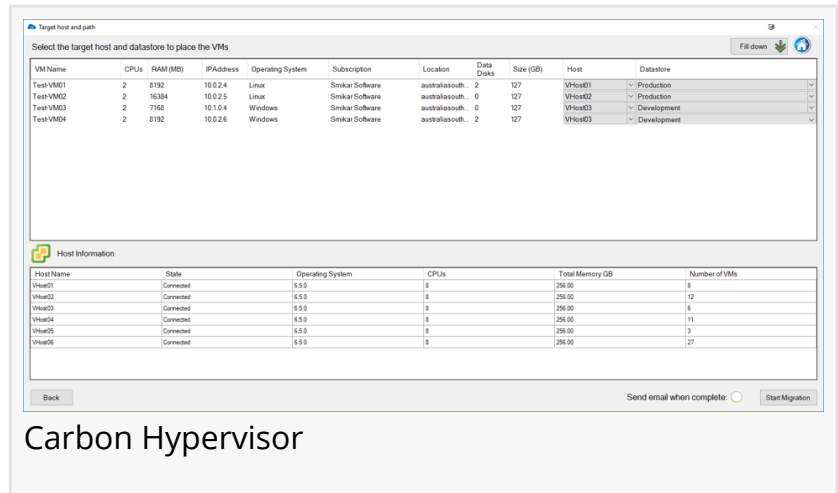 Target host and path
Select the target host and datastore to place the VMs
Fill down
VM Name CPUs RAM (MB) IPAddress Operating System Subscription Location Data Disks Size (GB) Host Datastore
Test-VM01 2 8192 10.0.2.4 Linux Smikar Software australiasouth... 2 127 VHost01 Production
Test-VM02 2 16384 10.0.2.5 Linux Smikar Software australiasouth... 0 127 VHost02 Production
Test-VM03 2 7168 10.1.0.4 Windows Smikar Software australiasouth... 0 127 VHost03 Development
Test-VM04 2 8192 10.0.2.6 Windows Smikar Software australiasouth... 2 127 VHost03 Development
Host Information
Host Name State Operating System CPUs Total Memory GB Number of VMs
VHost01 Connected 6.5.0 8 256.00 8
VHost02 Connected 6.5.0 8 256.00 12
VHost03 Connected 6.5.0 8 256.00 6
VHost04 Connected 6.5.0 8 256.00 11
VHost05 Connected 6.5.0 8 256.00 3
VHost06 Connected 6.5.0 8 256.00 27
Back
Send email when complete:
Start Migration
Carbon Hypervisor